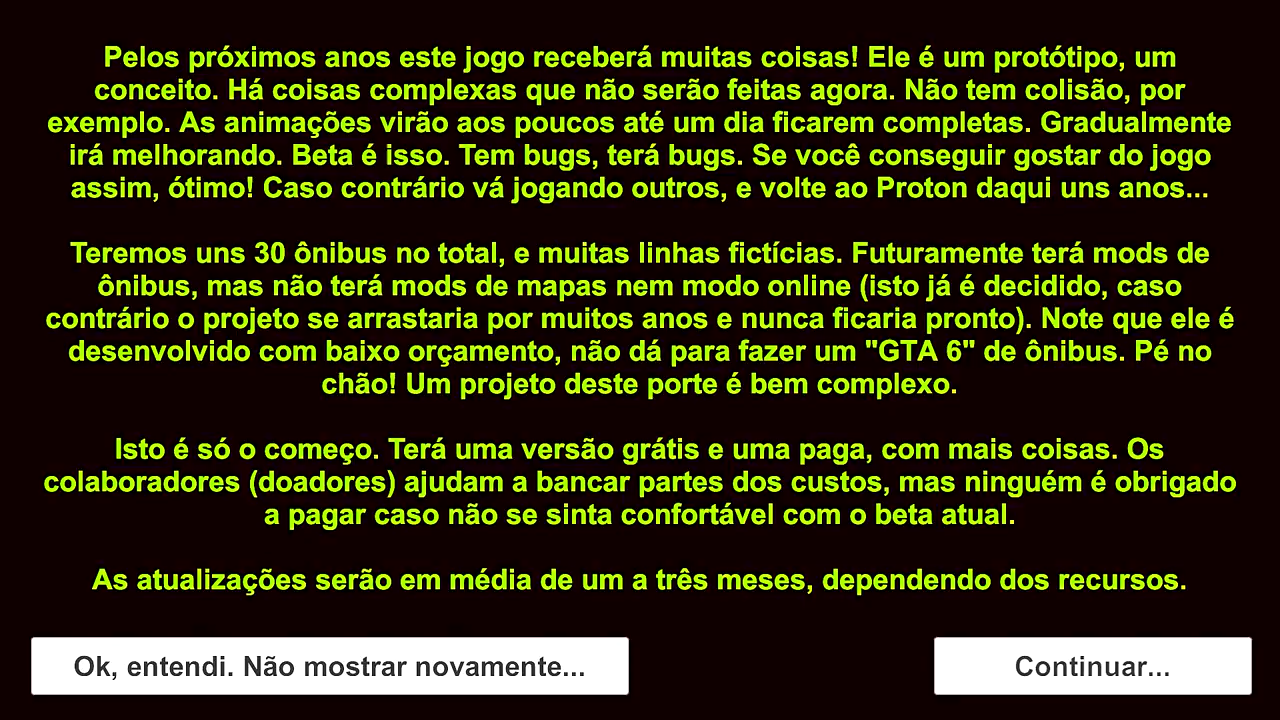 Pelos próximos anos este jogo receberá muitas coisas! Ele é um protótipo, um
conceito. Há coisas complexas que não serão feitas agora. Não tem colisão, por
exemplo. As animações virão aos poucos até um dia ficarem completas. Gradualmente
irá melhorando. Beta é isso. Tem bugs, terá bugs. Se você conseguir gostar do jogo
assim, ótimo! Caso contrário vá jogando outros, e volte ao Proton daqui uns anos...
Teremos uns 30 ônibus no total, e muitas linhas fictícias. Futuramente terá mods de
ônibus, mas não terá mods de mapas nem modo online (isto já é decidido, caso
contrário o projeto se arrastaria por muitos anos e nunca ficaria pronto). Note que ele é
desenvolvido com baixo orçamento, não dá para fazer um "GTA 6" de ônibus. Pé no
chão! Um projeto deste porte é bem complexo.
Isto é só o começo. Terá uma versão grátis e uma paga, com mais coisas. Os
colaboradores (doadores) ajudam a bancar partes dos custos, mas ninguém é obrigado
a pagar caso não se sinta confortável com o beta atual.
As atualizações serão em média de um a três meses, dependendo dos recursos.
Ok, entendi. Não mostrar novamente...
Continuar...